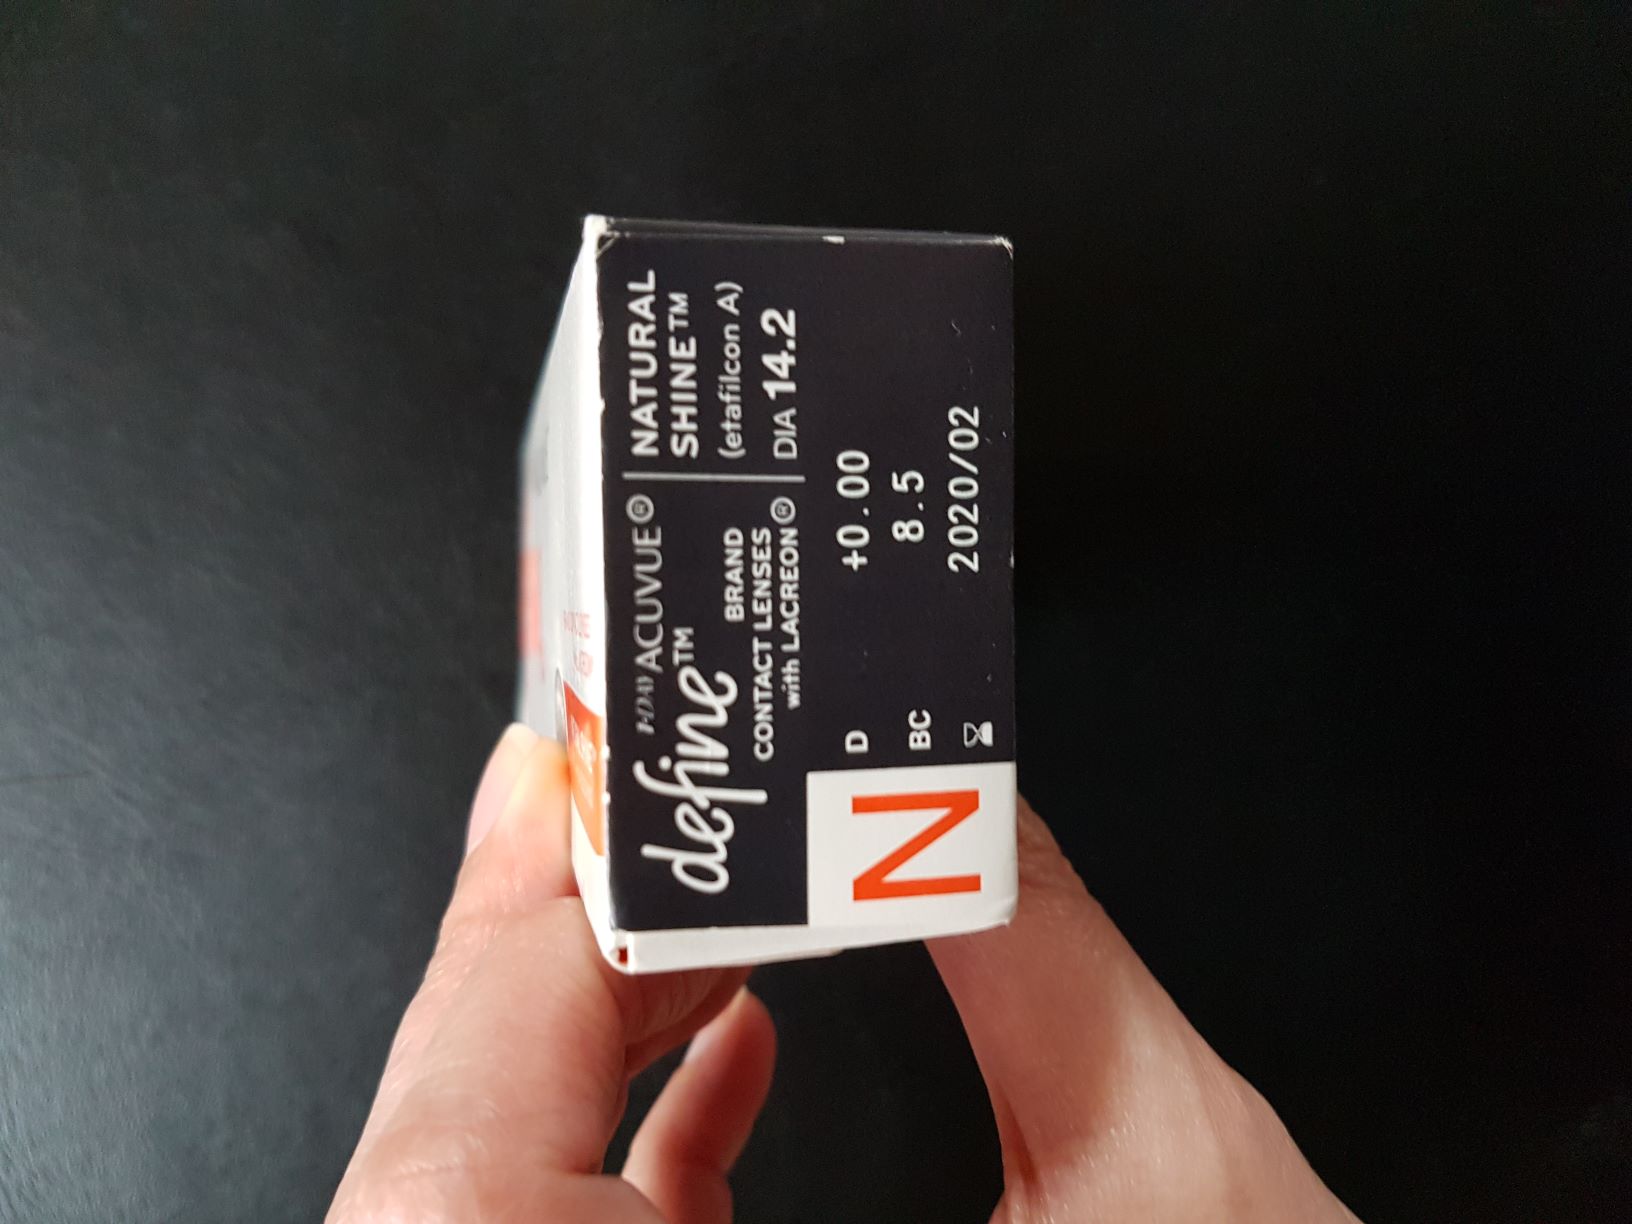 1·DAY ACUVUE®
define™
BRAND
CONTACT LENSES
with LACREON®
NATURAL
SHINE™
(etafilcon A)
DIA 14.2
D +0.00
BC 8.5
2020/02
N